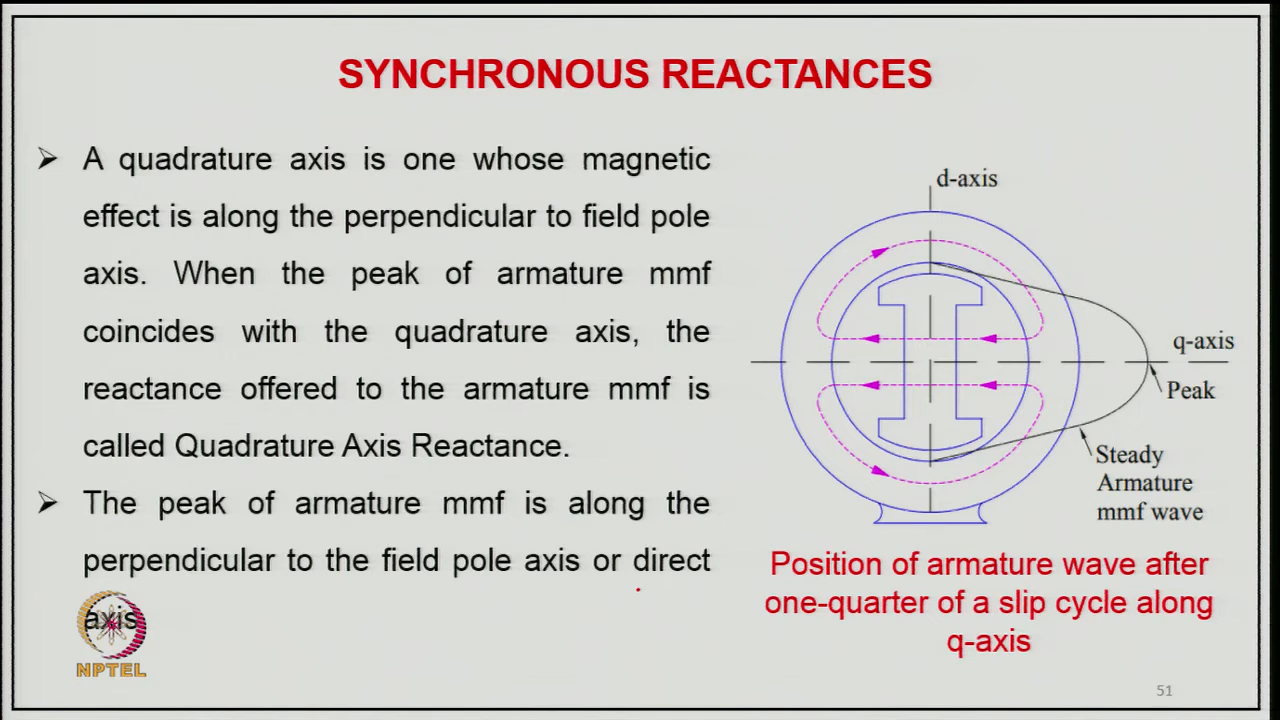 SYNCHRONOUS REACTANCES
➢ A quadrature axis is one whose magnetic
effect is along the perpendicular to field pole
axis. When the peak of armature mmf
coincides with the quadrature axis, the
reactance offered to the armature mmf is
called Quadrature Axis Reactance.
➢ The peak of armature mmf is along the
perpendicular to the field pole axis or direct
axis.
NPTEL
d-axis
q-axis
Peak
Steady
Armature
mmf wave
Position of armature wave after
one-quarter of a slip cycle along
q-axis
51